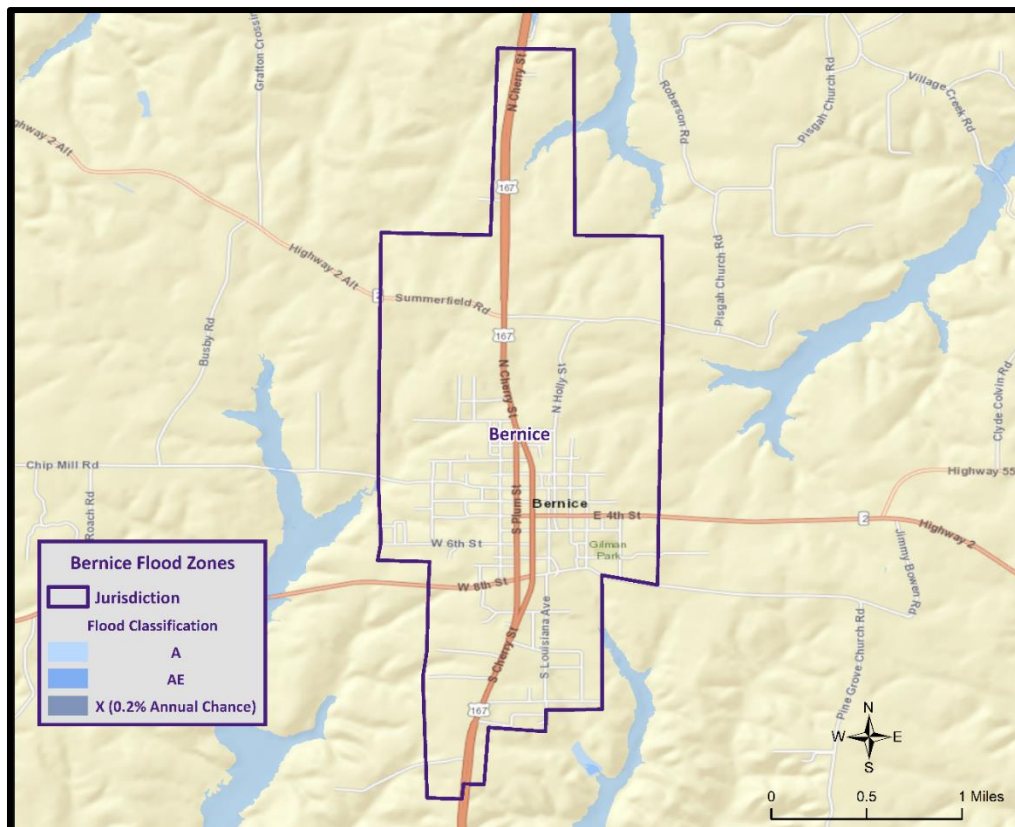 Grafton Cross
N Cherry St
Roberson Rd
Pisgah Church Rd
Village Creek Rd
ghway 2 Alt
167
Highway 2 Alt
2
Summerfield Rd
Pisgah Church Rd
Busby Rd
167
N Cherry St
N Holly St
Clyde Colvin Rd
Bernice
Chip Mill Rd
Highway 55
Roach Rd
S Plum St
Bernice
E 4th St
2
Highway 2
W 6th St
Gilman
Park
Jimmy Bowen Rd
W 8th St
S Louisiana Ave
S Cherry St
Pine Grove Church Rd
167
Bernice Flood Zones
Jurisdiction
Flood Classification
A
AE
X (0.2% Annual Chance)
N
W E
S
0 0.5 1 Miles